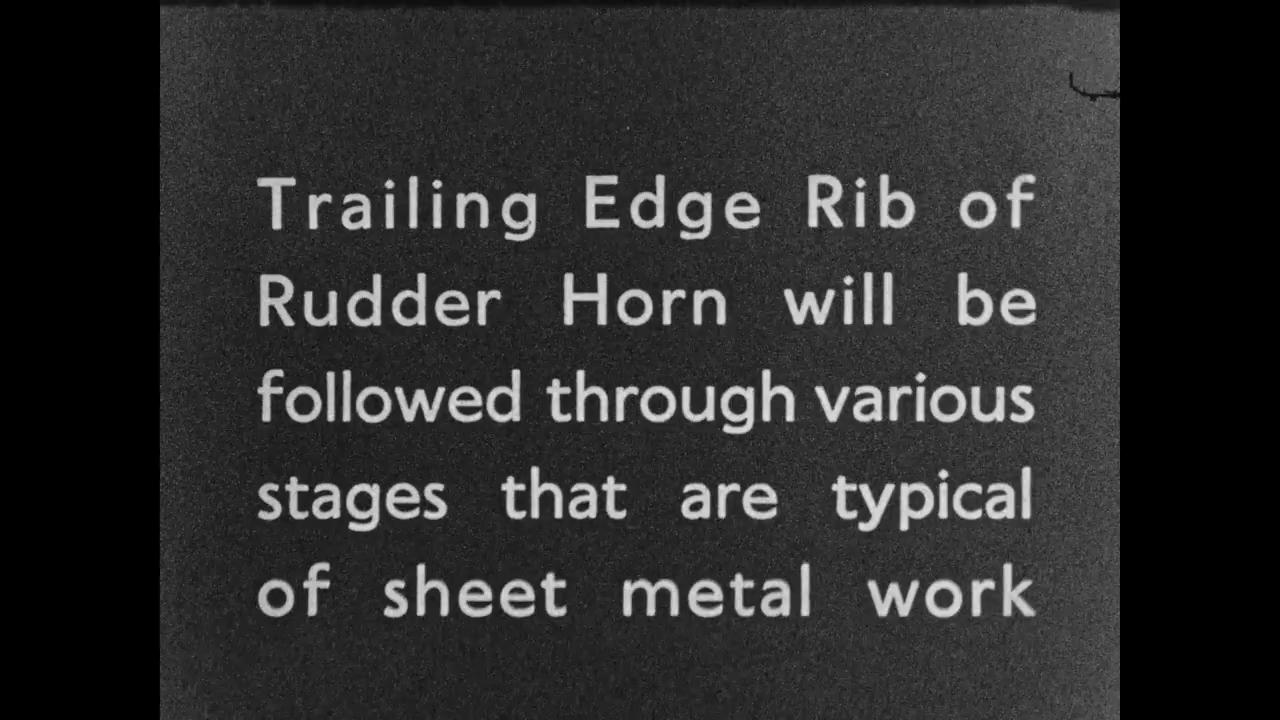 Trailing Edge Rib of
Rudder Horn will be
followed through various
stages that are typical
of sheet metal work